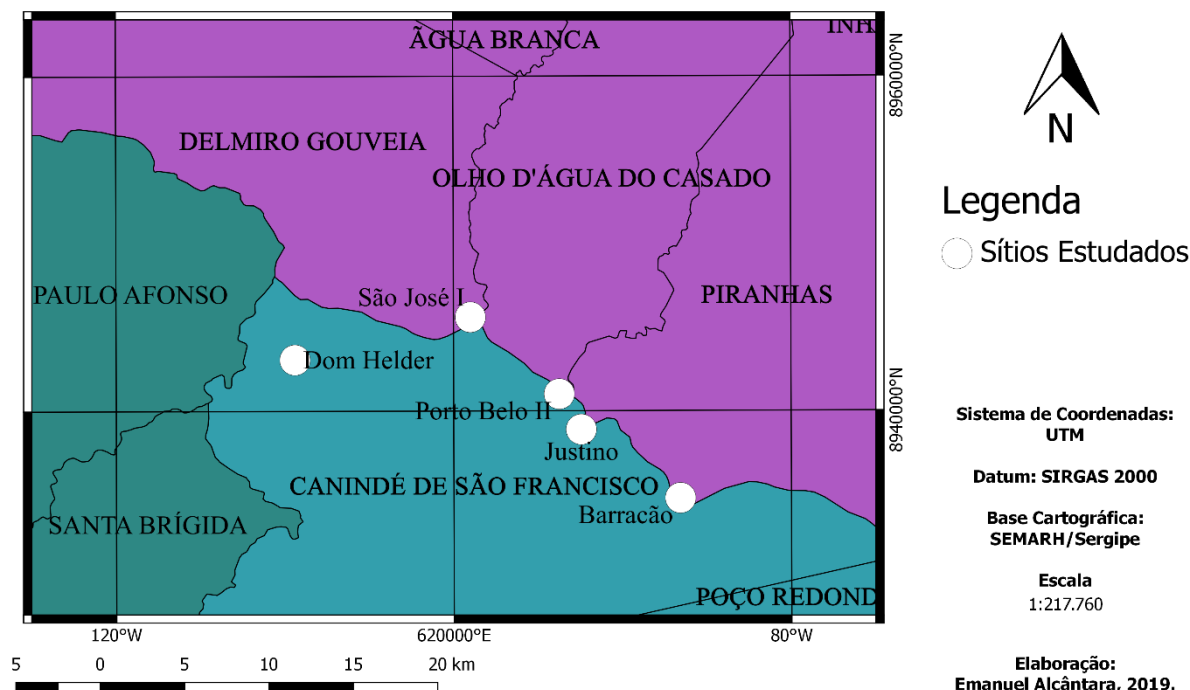 ÃGUA BRANCA
INH
8960000°N
DELMIRO GOUVEIA
OLHO D'ÁGUA DO CASADO
PAULO AFONSO
São José I
PIRANHAS
Dom Helder
Porto Belo II
8940000°N
Justino
CANINDÉ DE SÃO FRANCISCO
Barracão
SANTA BRÍGIDA
POÇO REDOND
120°W
620000°E
80°W
5 0 5 10 15 20 km
N
Legenda
Sítios Estudados
Sistema de Coordenadas:
UTM
Datum: SIRGAS 2000
Base Cartográfica:
SEMARH/Sergipe
Escala
1:217.760
Elaboração:
Emanuel Alcântara, 2019.